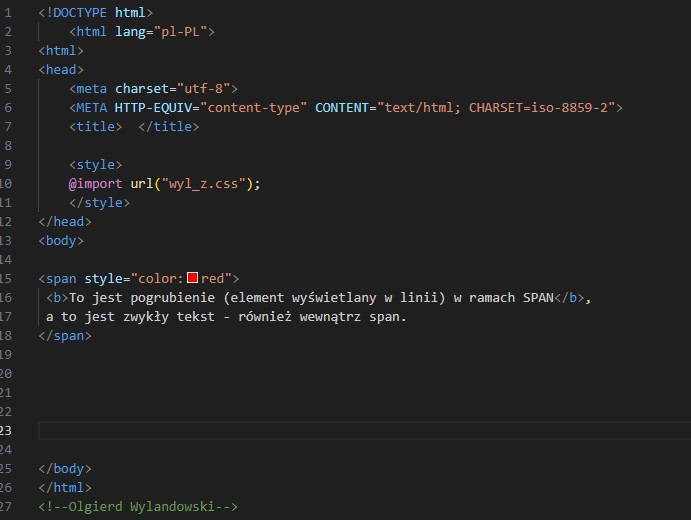 1 <!DOCTYPE html>
2 <html lang="pl-PL">
3 <html>
4 <head>
5 <meta charset="utf-8">
6 <META HTTP-EQUIV="content-type" CONTENT="text/html; CHARSET=iso-8859-2">
7 <title>  </title>
8
9 <style>
10 @import url("wyl_z.css");
11 </style>
12 </head>
13 <body>
14
15 <span style="color:red">
16 <b>To jest pogrubienie (element wyświetlany w linii) w ramach SPAN</b>,
17 a to jest zwykły tekst - również wewnątrz span.
18 </span>
19
20
21
22
23
24
25 </body>
26 </html>
27 <!--Olgierd Wylandowski-->